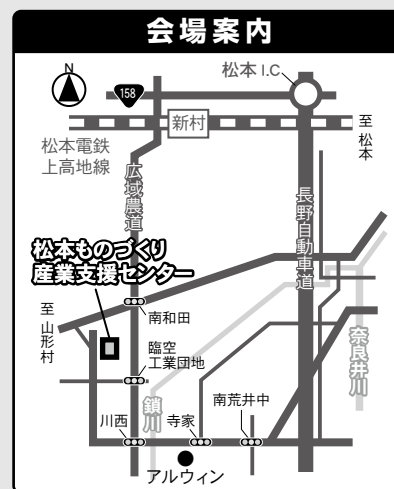 会場案内
N
158
松本 I.C
新村
至松本
松本電鉄
上高地線
広域農道
長野自動車道
松本ものづくり
産業支援センター
至山形村
南和田
臨空
工業団地
奈良井川
鎖川
川西
寺家
南荒井中
アルウィン